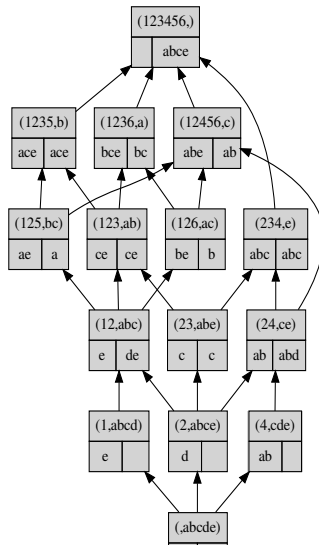 (123456,)
abce
(1235,b) (1236,a) (12456,c)
ace ace bce bc abe ab
(125,bc) (123,ab) (126,ac) (234,e)
ae a ce ce be b abc abc
(12,abc) (23,abe) (24,ce)
e de c c ab abd
(1,abcd) (2,abce) (4,cde)
e d ab
(,abcde)